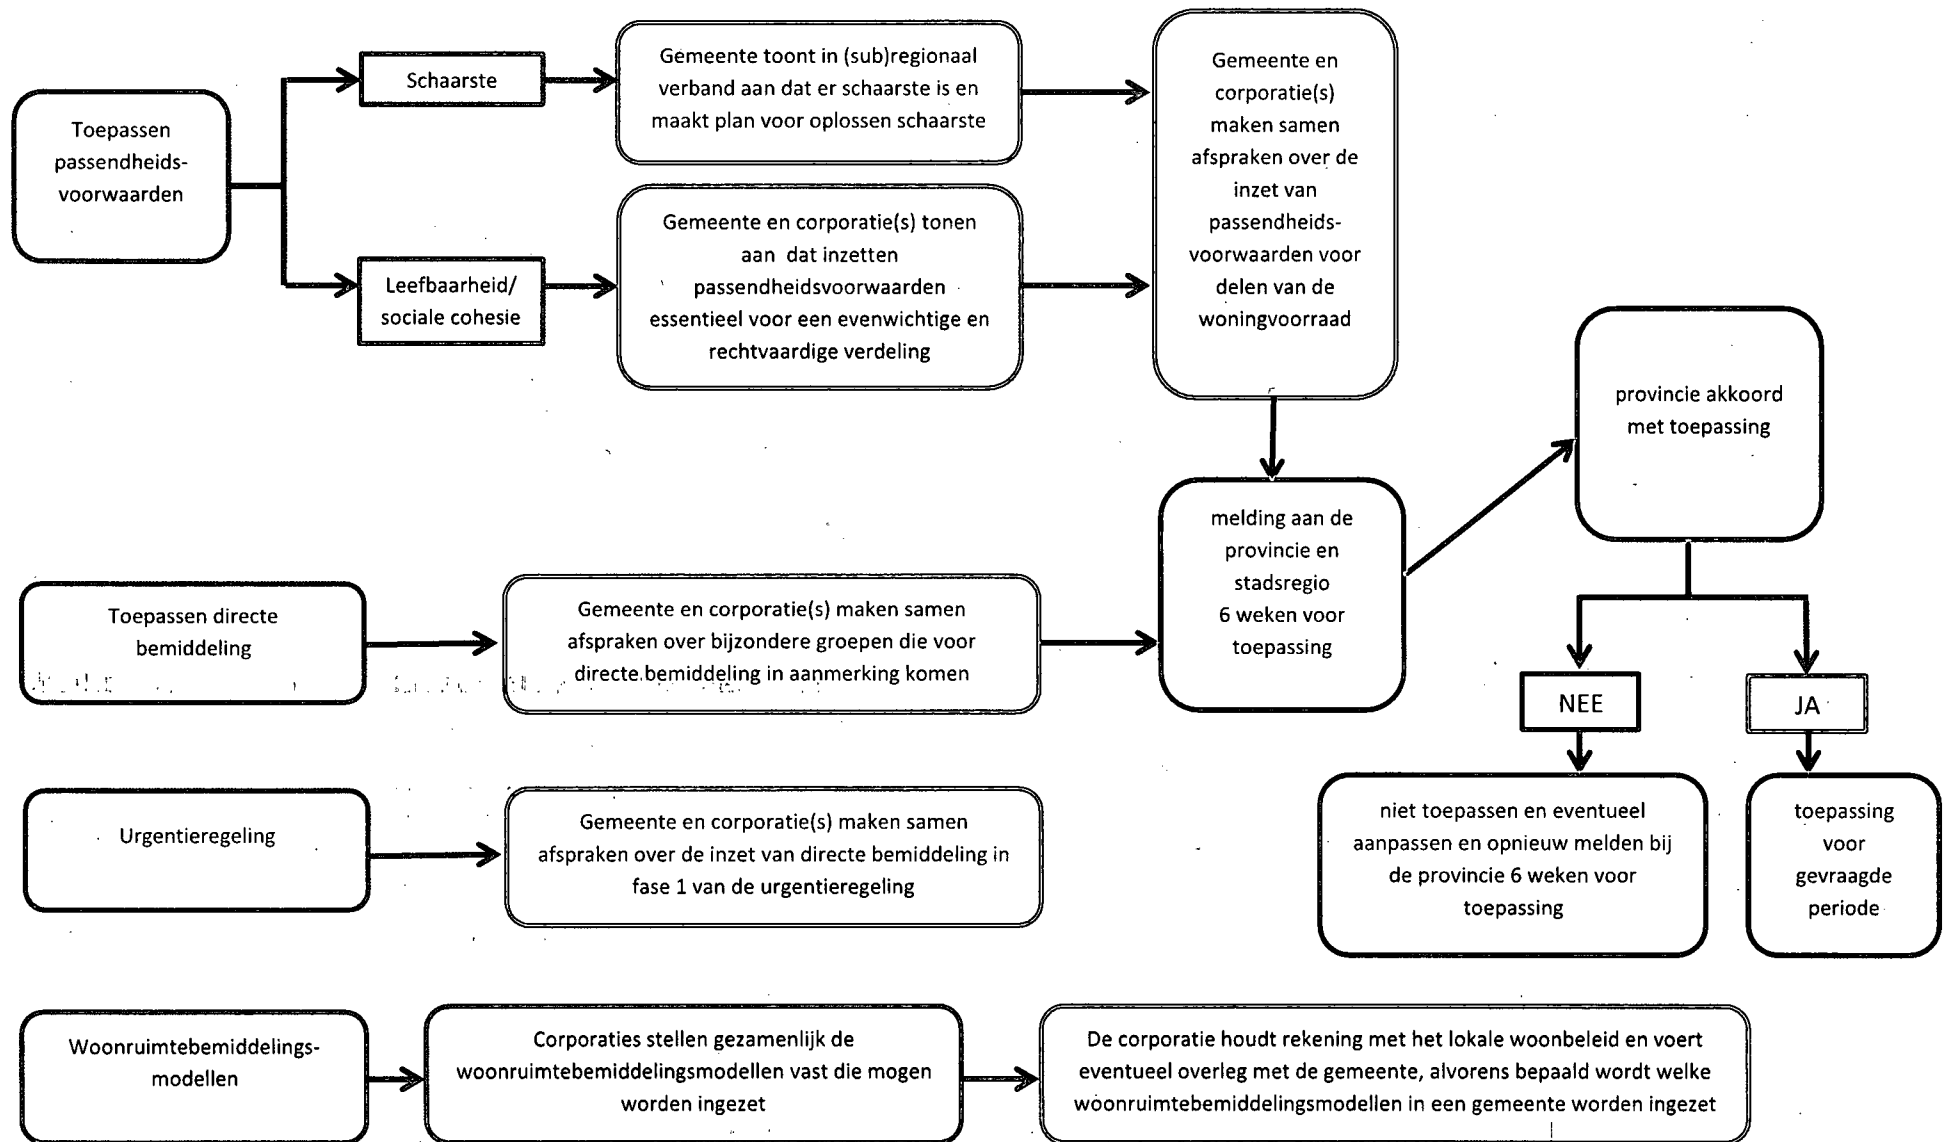 Toepassen
passendheids-
voorwaarden
Schaarste
Gemeente toont in (sub)regionaal
verband aan dat er schaarste is en
maakt plan voor oplossen schaarste
Leefbaarheid/
sociale cohesie
Gemeente en corporatie(s) tonen
aan dat inzetten
passendheidsvoorwaarden
essentieel voor een evenwichtige en
rechtvaardige verdeling
Gemeente en
corporatie(s)
maken samen
afspraken over de
inzet van
passendheids-
voorwaarden voor
delen van de
woningvoorraad
Toepassen directe
bemiddeling
Gemeente en corporatie(s) maken samen
afspraken over bijzondere groepen die voor
directe bemiddeling in aanmerking komen
melding aan de
provincie en
stadsregio
6 weken voor
toepassing
provincie akkoord
met toepassing
NEE
JA
niet toepassen en eventueel
aanpassen en opnieuw melden bij
de provincie 6 weken voor
toepassing
toepassing
voor
gevraagde
periode
Urgentieregeling
Gemeente en corporatie(s) maken samen
afspraken over de inzet van directe bemiddeling in
fase 1 van de urgentieregeling
Woonruimtebemiddelings-
modellen
Corporaties stellen gezamenlijk de
woonruimtebemiddelingsmodellen vast die mogen
worden ingezet
De corporatie houdt rekening met het lokale woonbeleid en voert
eventueel overleg met de gemeente, alvorens bepaald wordt welke
woonruimtebemiddelingsmodellen in een gemeente worden ingezet